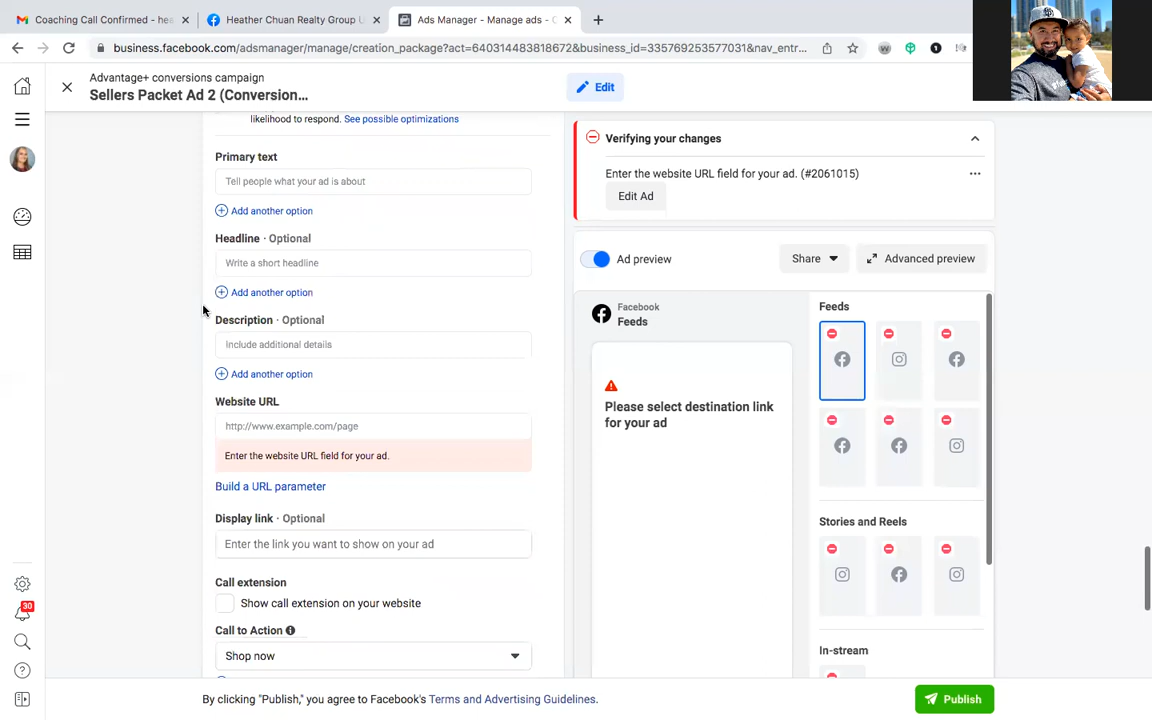 Coaching Call Confirmed - hee
Heather Chuan Realty Group U
Ads Manager - Manage ads - C
business.facebook.com/adsmanager/manage/creation_package?act=640314483818672&business_id=335769253577031&nav_entr...
Advantage+ conversions campaign
Sellers Packet Ad 2 (Conversion...
Edit
likelihood to respond. See possible optimizations
Primary text
Tell people what your ad is about
Add another option
Headline · Optional
Write a short headline
Add another option
Description · Optional
Include additional details
Add another option
Website URL
http://www.example.com/page
Enter the website URL field for your ad.
Build a URL parameter
Display link · Optional
Enter the link you want to show on your ad
Call extension
Show call extension on your website
Call to Action
Shop now
Verifying your changes
Enter the website URL field for your ad. (#2061015)
Edit Ad
Ad preview
Share
Advanced preview
Facebook
Feeds
Please select destination link
for your ad
Feeds
Stories and Reels
In-stream
30
By clicking "Publish," you agree to Facebook's Terms and Advertising Guidelines.
Publish